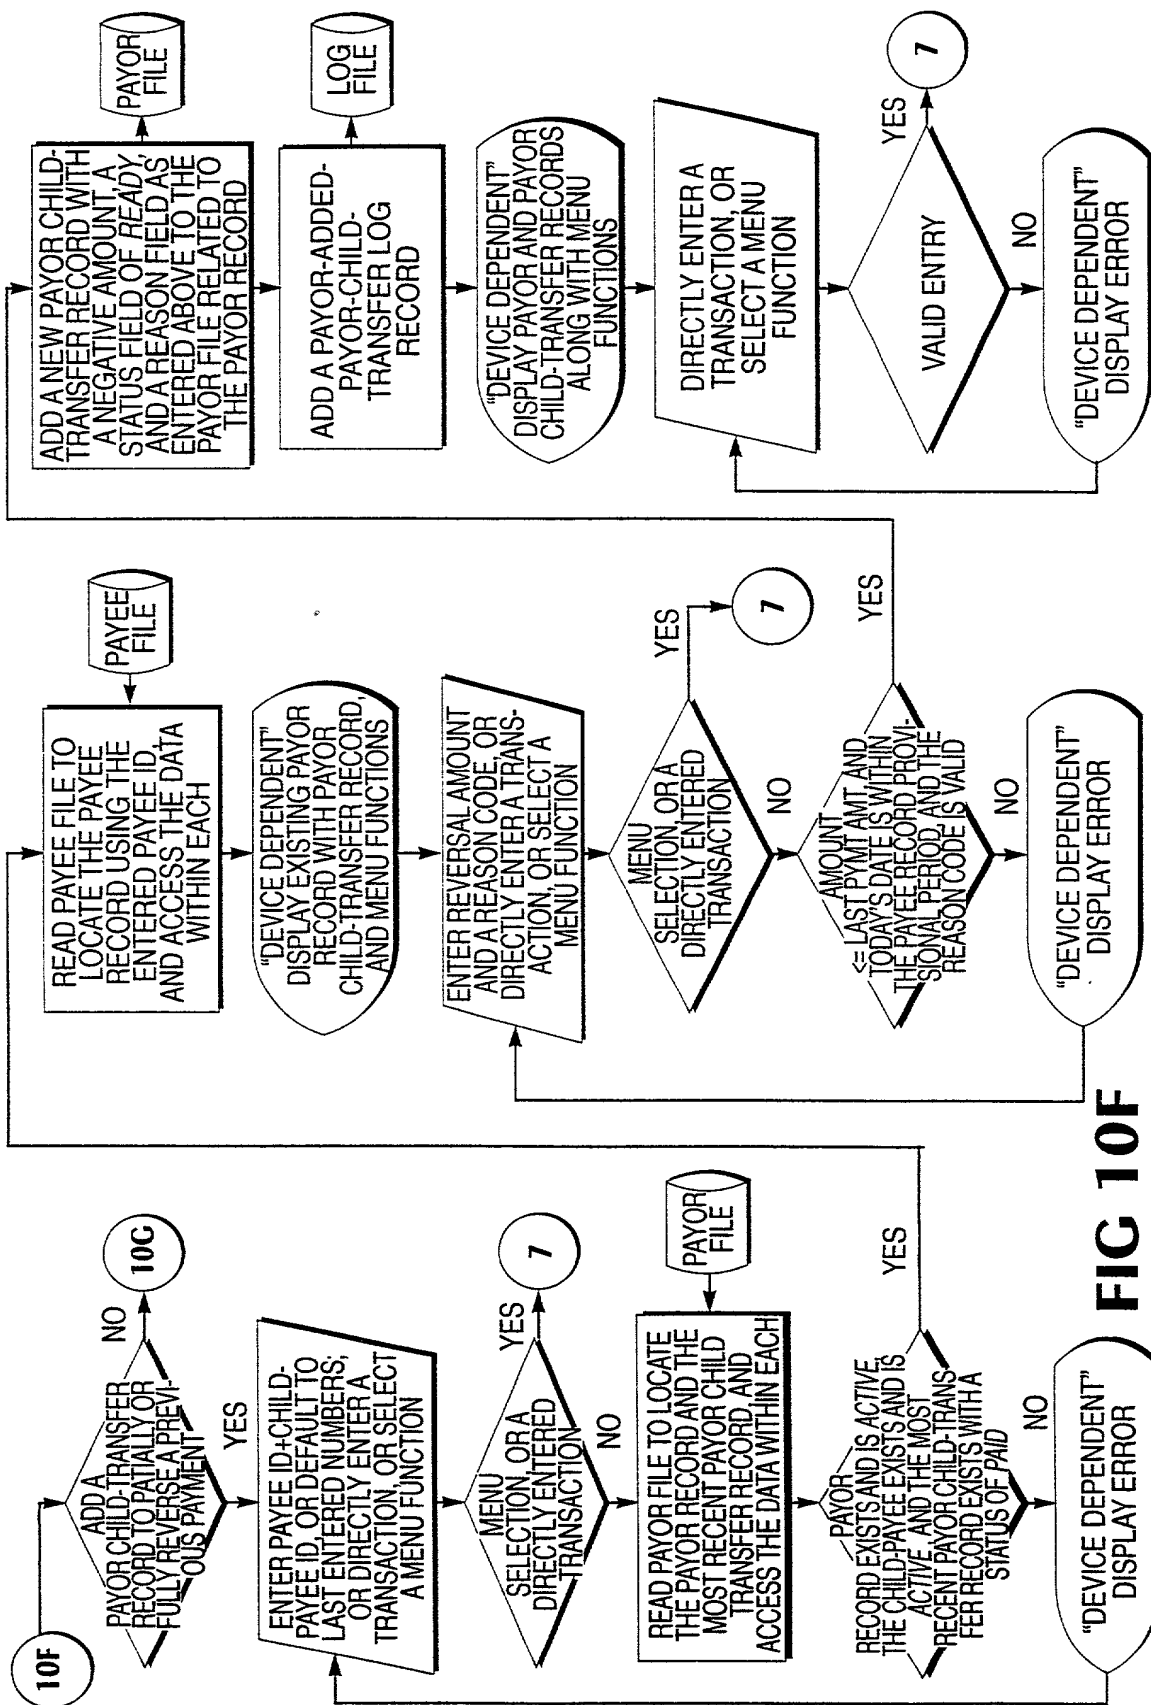 10F
ADD A
PAYOR CHILD-TRANSFER
RECORD TO PATIALLY OR
FULLY REVERSE A PREVI-
OUS PAYMENT
NO
10G
YES
ENTER PAYEE ID+CHILD-
PAYEE ID, OR DEFAULT TO
LAST ENTERED NUMBERS;
OR DIRECTLY ENTER A
TRANSACTION, OR SELECT
A MENU FUNCTION
MENU
SELECTION, OR A
DIRECTLY ENTERED
TRANSACTION
YES
7
NO
READ PAYOR FILE TO LOCATE
THE PAYOR RECORD AND THE
MOST RECENT PAYOR CHILD
TRANSFER RECORD, AND
ACCESS THE DATA WITHIN EACH
PAYOR
FILE
PAYOR
RECORD EXISTS AND IS ACTIVE,
THE CHILD-PAYEE EXISTS AND IS
ACTIVE, AND THE MOST
RECENT PAYOR CHILD-TRANS-
FER RECORD EXISTS WITH A
STATUS OF PAID
YES
NO
"DEVICE DEPENDENT"
DISPLAY ERROR
READ PAYEE FILE TO
LOCATE THE PAYEE
RECORD USING THE
ENTERED PAYEE ID,
AND ACCESS THE DATA
WITHIN EACH
PAYEE
FILE
"DEVICE DEPENDENT"
DISPLAY EXISTING PAYOR
RECORD WITH PAYOR
CHILD-TRANSFER RECORD,
AND MENU FUNCTIONS
ENTER REVERSAL AMOUNT
AND A REASON CODE, OR
DIRECTLY ENTER A TRANS-
ACTION, OR SELECT A
MENU FUNCTION
MENU
SELECTION, OR A
DIRECTLY ENTERED
TRANSACTION
YES
7
NO
AMOUNT
<= LAST PYMT AMT, AND
TODAY'S DATE IS WITHIN
THE PAYEE RECORD PROVI-
SIONAL PERIOD, AND THE
REASON CODE IS VALID
YES
NO
"DEVICE DEPENDENT"
DISPLAY ERROR
ADD A NEW PAYOR CHILD-
TRANSFER RECORD WITH
A NEGATIVE AMOUNT, A
STATUS FIELD OF READY,
AND A REASON FIELD AS
ENTERED ABOVE TO THE
PAYOR FILE RELATED TO
THE PAYOR RECORD
PAYOR
FILE
ADD A PAYOR-ADDED-
PAYOR-CHILD-
TRANSFER LOG
RECORD
LOG
FILE
"DEVICE DEPENDENT"
DISPLAY PAYOR AND PAYOR
CHILD-TRANSFER RECORDS
ALONG WITH MENU
FUNCTIONS
DIRECTLY ENTER A
TRANSACTION, OR
SELECT A MENU
FUNCTION
VALID ENTRY
YES
7
NO
"DEVICE DEPENDENT"
DISPLAY ERROR
FIG 10F